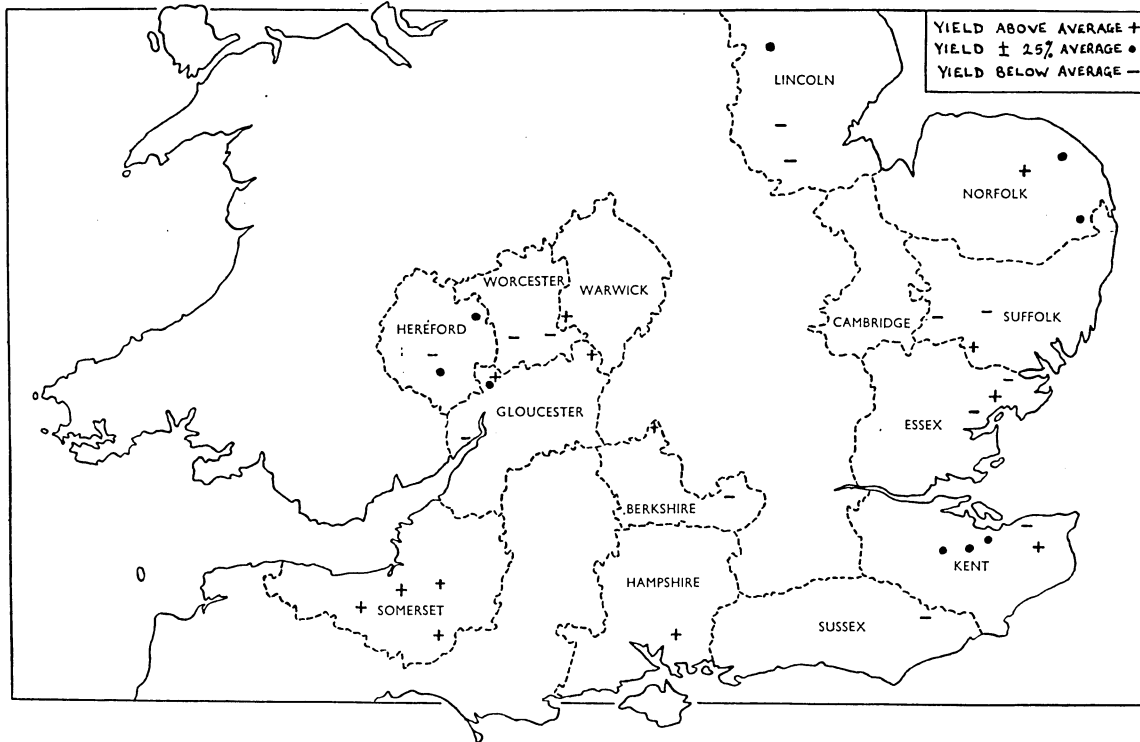 YIELD ABOVE AVERAGE +
YIELD ± 25% AVERAGE •
YIELD BELOW AVERAGE −
LINCOLN
NORFOLK
WORCESTER
WARWICK
HEREFORD
CAMBRIDGE
SUFFOLK
GLOUCESTER
ESSEX
BERKSHIRE
KENT
HAMPSHIRE
SOMERSET
SUSSEX